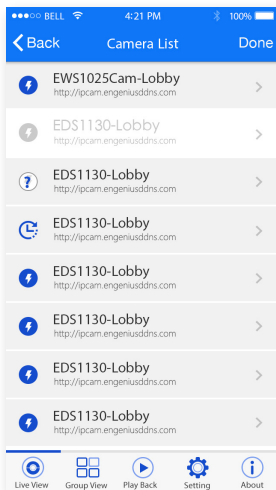 BELL 4:21 PM 100%
Back Camera List Done
EWS1025Cam-Lobby
http://ipcam.engeniusddns.com
EDS1130-Lobby
http://ipcam.engeniusddns.com
?
EDS1130-Lobby
http://ipcam.engeniusddns.com
EDS1130-Lobby
http://ipcam.engeniusddns.com
EDS1130-Lobby
http://ipcam.engeniusddns.com
EDS1130-Lobby
http://ipcam.engeniusddns.com
EDS1130-Lobby
http://ipcam.engeniusddns.com
EDS1130-Lobby
http://ipcam.engeniusddns.com
Live View Group View Play Back Setting About